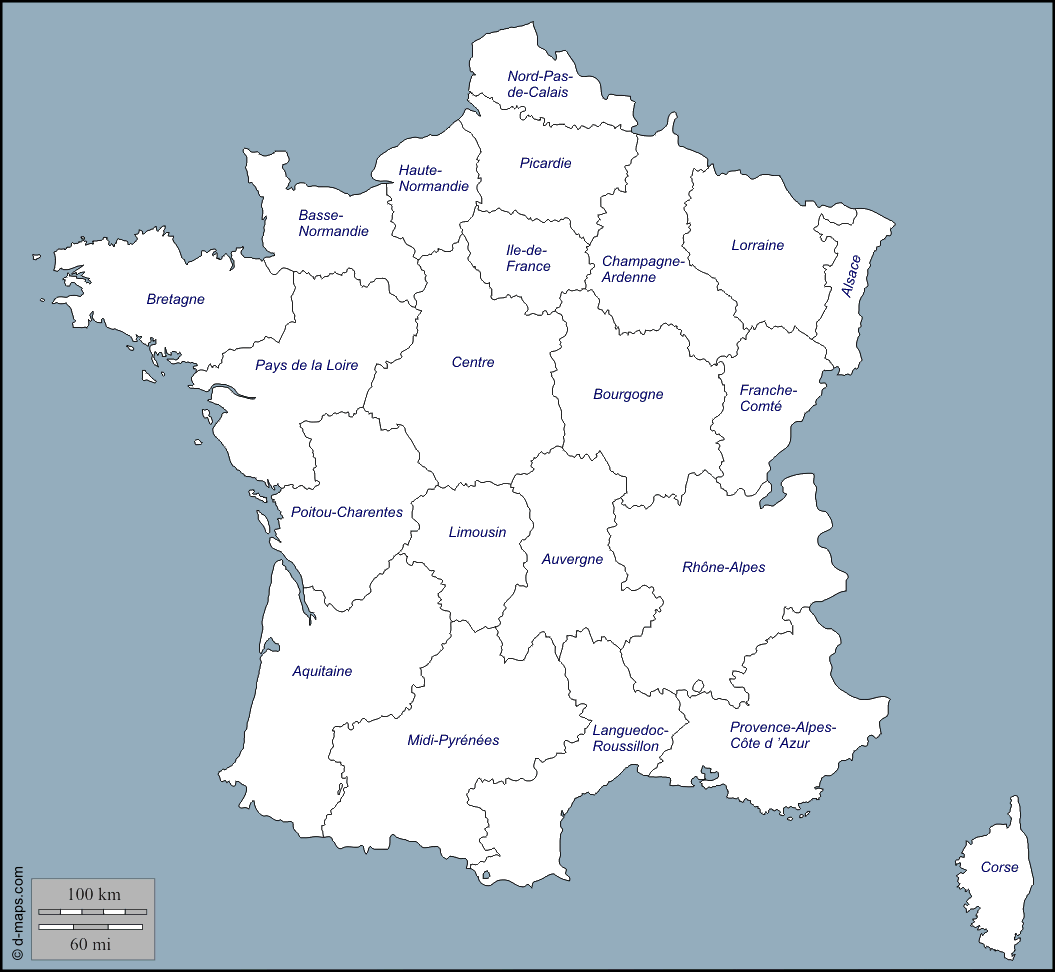 Nord-Pas-
de-Calais
Picardie
Haute-
Normandie
Basse-
Normandie
Ile-de-
France
Champagne-
Ardenne
Lorraine
Alsace
Bretagne
Pays de la Loire
Centre
Bourgogne
Franche-
Comté
Poitou-Charentes
Limousin
Auvergne
Rhône-Alpes
Aquitaine
Midi-Pyrénées
Languedoc-
Roussillon
Provence-Alpes-
Côte d 'Azur
Corse
100 km
60 mi
© d-maps.com